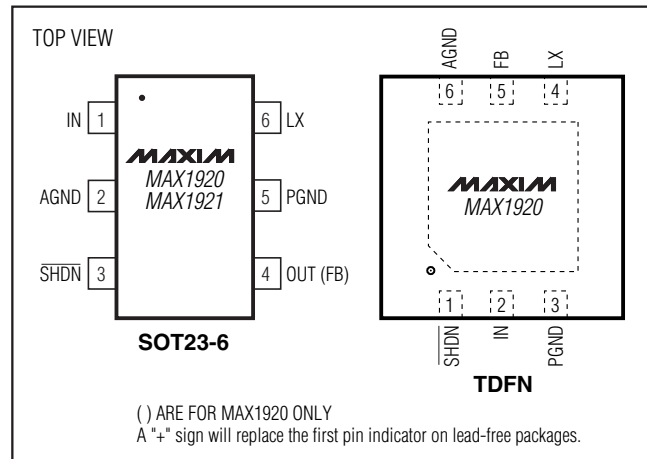 TOP VIEW
IN 1
AGND 2
SHDN 3
6 LX
5 PGND
4 OUT (FB)
MAXIM
MAX1920
MAX1921
SOT23-6
AGND FB LX
6 5 4
MAXIM
MAX1920
1 2 3
SHDN IN PGND
TDFN
( ) ARE FOR MAX1920 ONLY
A "+" sign will replace the first pin indicator on lead-free packages.